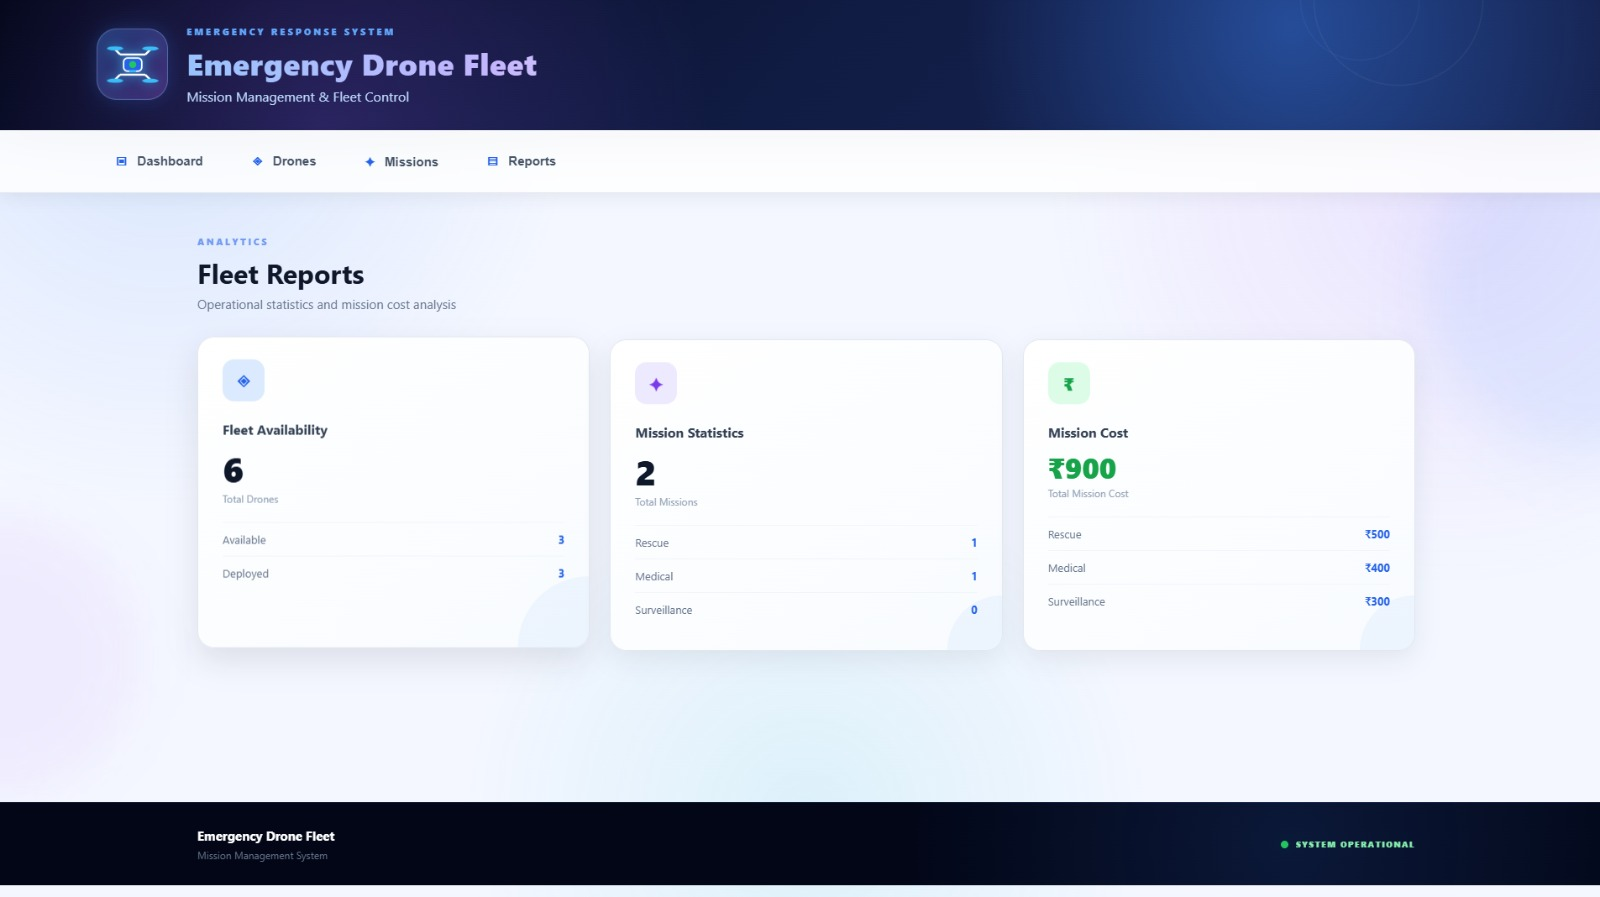 EMERGENCY RESPONSE SYSTEM
Emergency Drone Fleet
Mission Management & Fleet Control
Dashboard
Drones
Missions
Reports
ANALYTICS
Fleet Reports
Operational statistics and mission cost analysis
Fleet Availability
6
Total Drones
Available 3
Deployed 3
Mission Statistics
2
Total Missions
Rescue 1
Medical 1
Surveillance 0
₹
Mission Cost
₹900
Total Mission Cost
Rescue ₹500
Medical ₹400
Surveillance ₹300
Emergency Drone Fleet
Mission Management System
SYSTEM OPERATIONAL